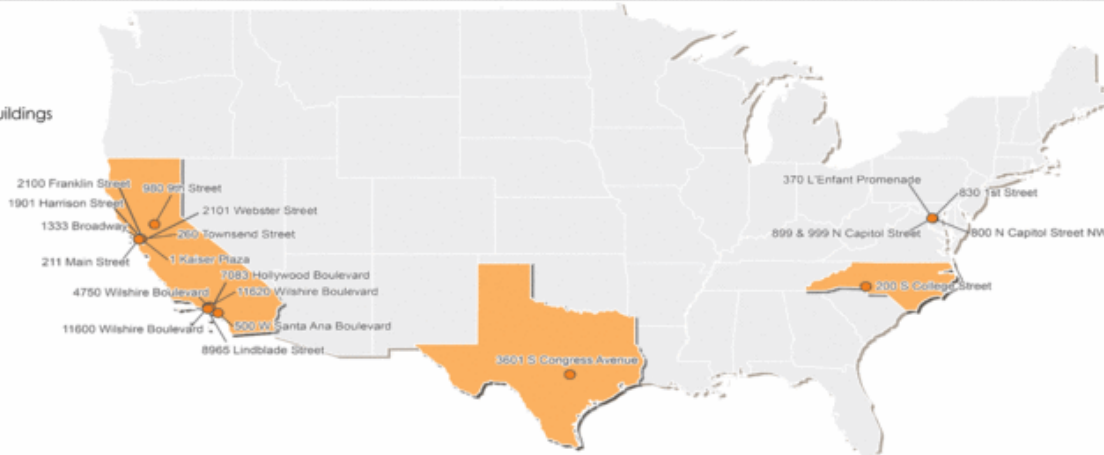 uildings
2100 Franklin Street
980 9th Street
1901 Harrison Street
2101 Webster Street
1333 Broadway
260 Townsend Street
211 Main Street
1 Kaiser Plaza
7083 Hollywood Boulevard
4750 Wilshire Boulevard
11620 Wilshire Boulevard
11600 Wilshire Boulevard
500 W Santa Ana Boulevard
8965 Lindblade Street
3601 S Congress Avenue
370 L'Enfant Promenade
830 1st Street
899 & 999 N Capitol Street
800 N Capitol Street NW
200 S College Street